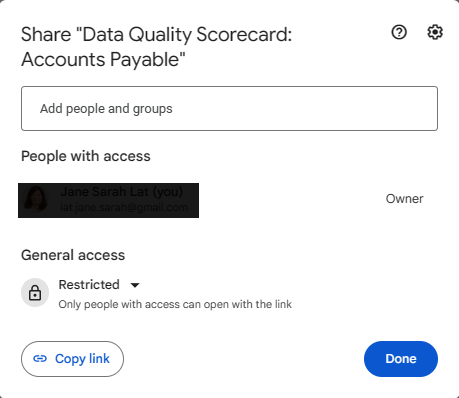 Share "Data Quality Scorecard:
Accounts Payable"
Add people and groups
People with access
Jane Sarah Lat (you)
lat.jane.sarah@gmail.com
Owner
General access
Restricted
Only people with access can open with the link
Copy link
Done